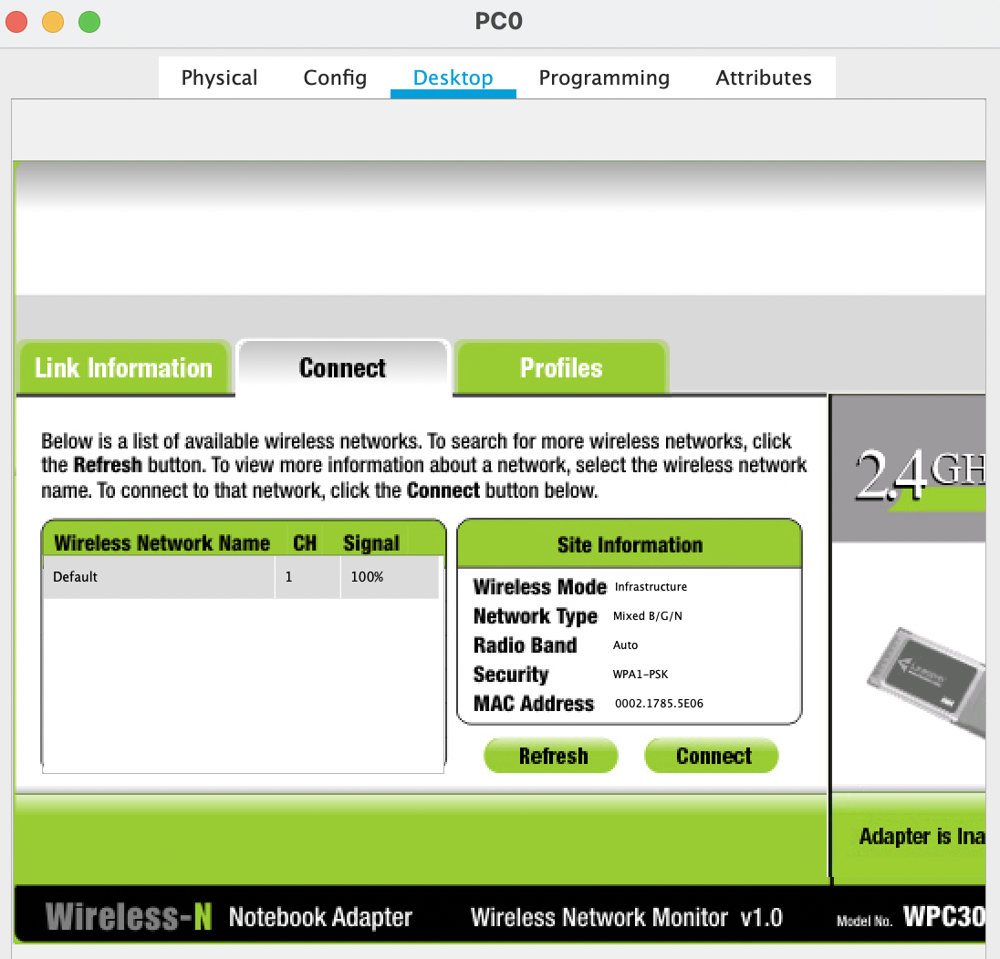 PC0
Physical Config Desktop Programming Attributes
Link Information Connect Profiles
Below is a list of available wireless networks. To search for more wireless networks, click
the Refresh button. To view more information about a network, select the wireless network
name. To connect to that network, click the Connect button below.
2.4GH
Wireless Network Name CH Signal
Default 1 100%
Site Information
Wireless Mode Infrastructure
Network Type Mixed B/G/N
Radio Band Auto
Security WPA1-PSK
MAC Address 0002.1785.5E06
Refresh Connect
Adapter is Ina
Wireless-N Notebook Adapter Wireless Network Monitor v1.0 Model No. WPC30